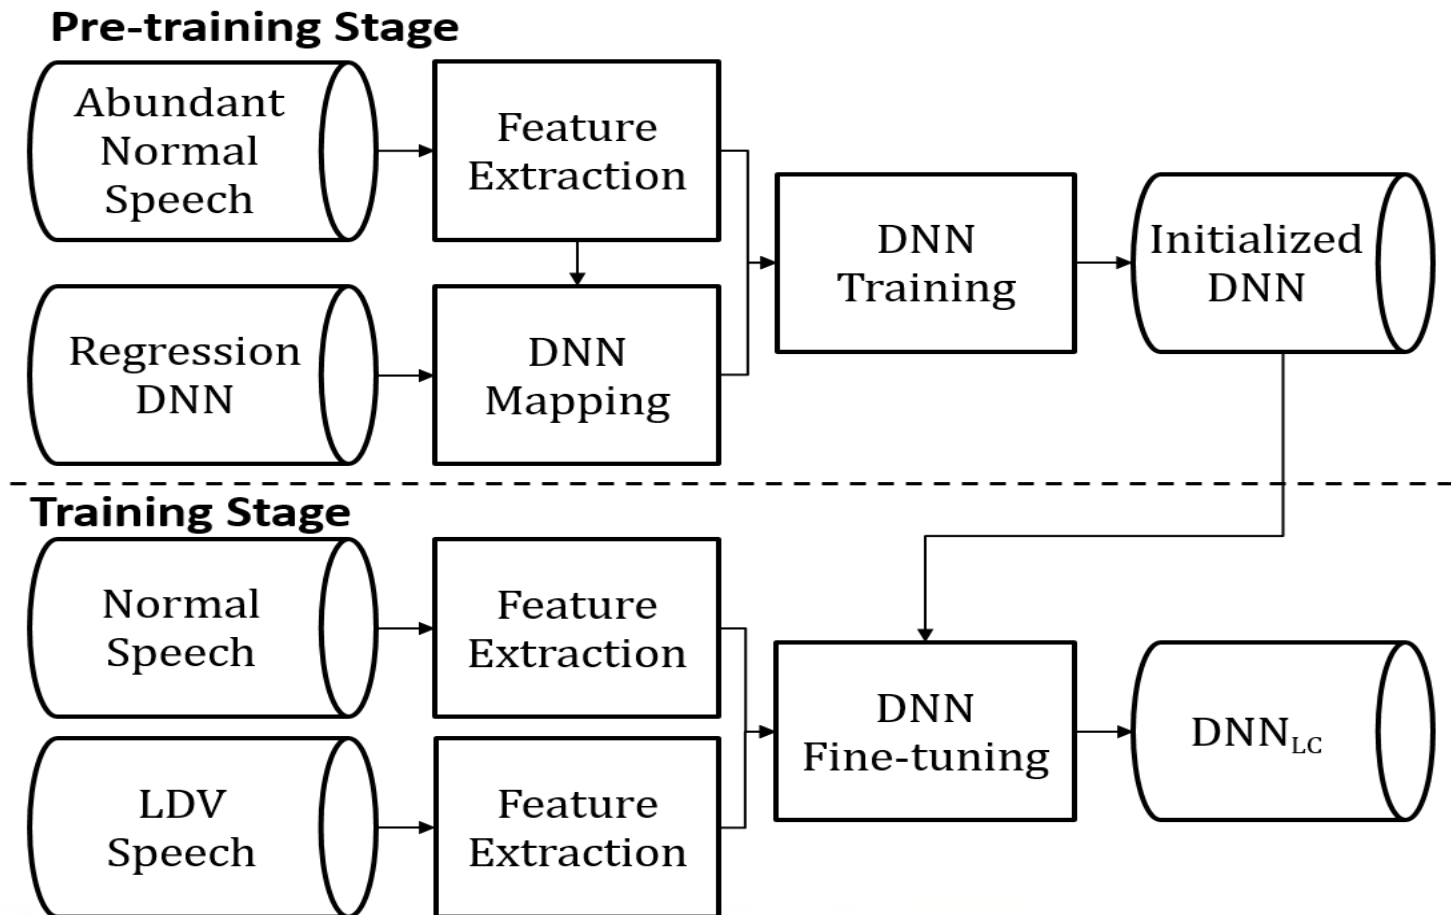 Pre-training Stage
Abundant
Normal
Speech
Feature
Extraction
Regression
DNN
DNN
Mapping
DNN
Training
Initialized
DNN
Training Stage
Normal
Speech
Feature
Extraction
LDV
Speech
Feature
Extraction
DNN
Fine-tuning
DNN_LC